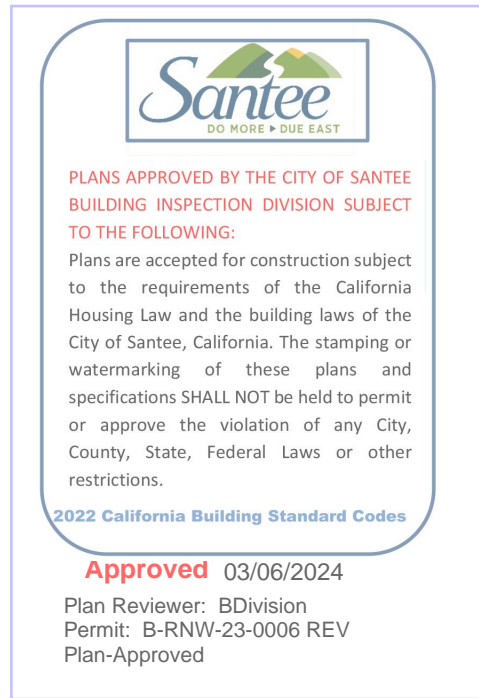 Santee
DO MORE ▶ DUE EAST
PLANS APPROVED BY THE CITY OF SANTEE
BUILDING INSPECTION DIVISION SUBJECT
TO THE FOLLOWING:
Plans are accepted for construction subject
to the requirements of the California
Housing Law and the building laws of the
City of Santee, California. The stamping or
watermarking of these plans and
specifications SHALL NOT be held to permit
or approve the violation of any City,
County, State, Federal Laws or other
restrictions.
2022 California Building Standard Codes
Approved 03/06/2024
Plan Reviewer: BDivision
Permit: B-RNW-23-0006 REV
Plan-Approved